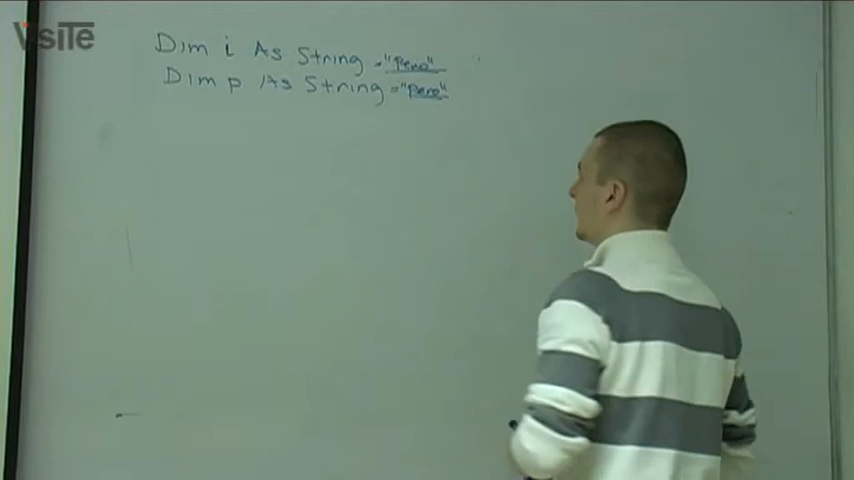 VSiTE
Dim i As String = "Pero"
Dim p As String = "Pero"